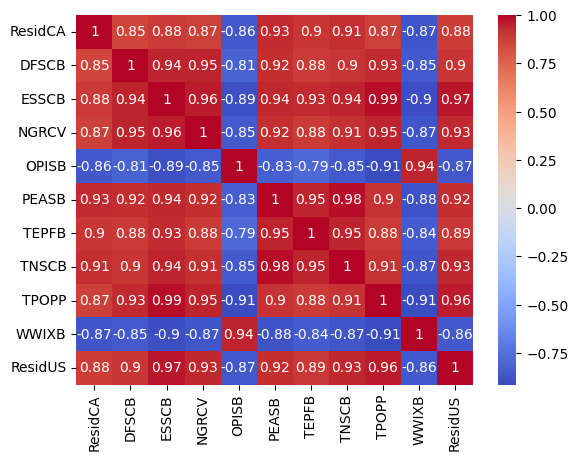 ResidCA 1 0.85 0.88 0.87 -0.86 0.93 0.9 0.91 0.87 -0.87 0.88
DFSCB 0.85 1 0.94 0.95 -0.81 0.92 0.88 0.9 0.93 -0.85 0.9
ESSCB 0.88 0.94 1 0.96 -0.89 0.94 0.93 0.94 0.99 -0.9 0.97
NGRCV 0.87 0.95 0.96 1 -0.85 0.92 0.88 0.91 0.95 -0.87 0.93
OPISB -0.86 -0.81 -0.89 -0.85 1 -0.83 -0.79 -0.85 -0.91 0.94 -0.87
PEASB 0.93 0.92 0.94 0.92 -0.83 1 0.95 0.98 0.9 -0.88 0.92
TEPFB 0.9 0.88 0.93 0.88 -0.79 0.95 1 0.95 0.88 -0.84 0.89
TNSCB 0.91 0.9 0.94 0.91 -0.85 0.98 0.95 1 0.91 -0.87 0.93
TPOPP 0.87 0.93 0.99 0.95 -0.91 0.9 0.88 0.91 1 -0.91 0.96
WWIXB -0.87 -0.85 -0.9 -0.87 0.94 -0.88 -0.84 -0.87 -0.91 1 -0.86
ResidUS 0.88 0.9 0.97 0.93 -0.87 0.92 0.89 0.93 0.96 -0.86 1
ResidCA DFSCB ESSCB NGRCV OPISB PEASB TEPFB TNSCB TPOPP WWIXB ResidUS
1.00
0.75
0.50
0.25
0.00
−0.25
−0.50
−0.75